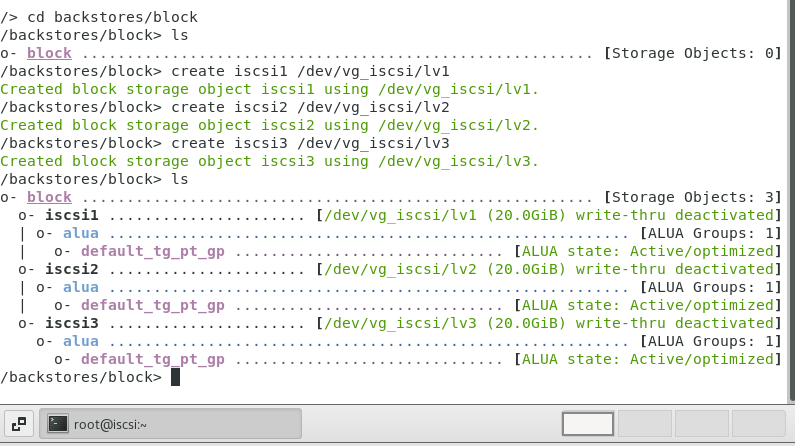 /> cd backstores/block
/backstores/block> ls
o- block ......................................................... [Storage Objects: 0]
/backstores/block> create iscsi1 /dev/vg_iscsi/lv1
Created block storage object iscsi1 using /dev/vg_iscsi/lv1.
/backstores/block> create iscsi2 /dev/vg_iscsi/lv2
Created block storage object iscsi2 using /dev/vg_iscsi/lv2.
/backstores/block> create iscsi3 /dev/vg_iscsi/lv3
Created block storage object iscsi3 using /dev/vg_iscsi/lv3.
/backstores/block> ls
o- block ......................................................... [Storage Objects: 3]
  o- iscsi1 ...................... [/dev/vg_iscsi/lv1 (20.0GiB) write-thru deactivated]
  | o- alua ............................................................. [ALUA Groups: 1]
  |   o- default_tg_pt_gp .............................. [ALUA state: Active/optimized]
  o- iscsi2 ...................... [/dev/vg_iscsi/lv2 (20.0GiB) write-thru deactivated]
  | o- alua ............................................................. [ALUA Groups: 1]
  |   o- default_tg_pt_gp .............................. [ALUA state: Active/optimized]
  o- iscsi3 ...................... [/dev/vg_iscsi/lv3 (20.0GiB) write-thru deactivated]
    o- alua ............................................................. [ALUA Groups: 1]
      o- default_tg_pt_gp .............................. [ALUA state: Active/optimized]
/backstores/block>
root@iscsi:~